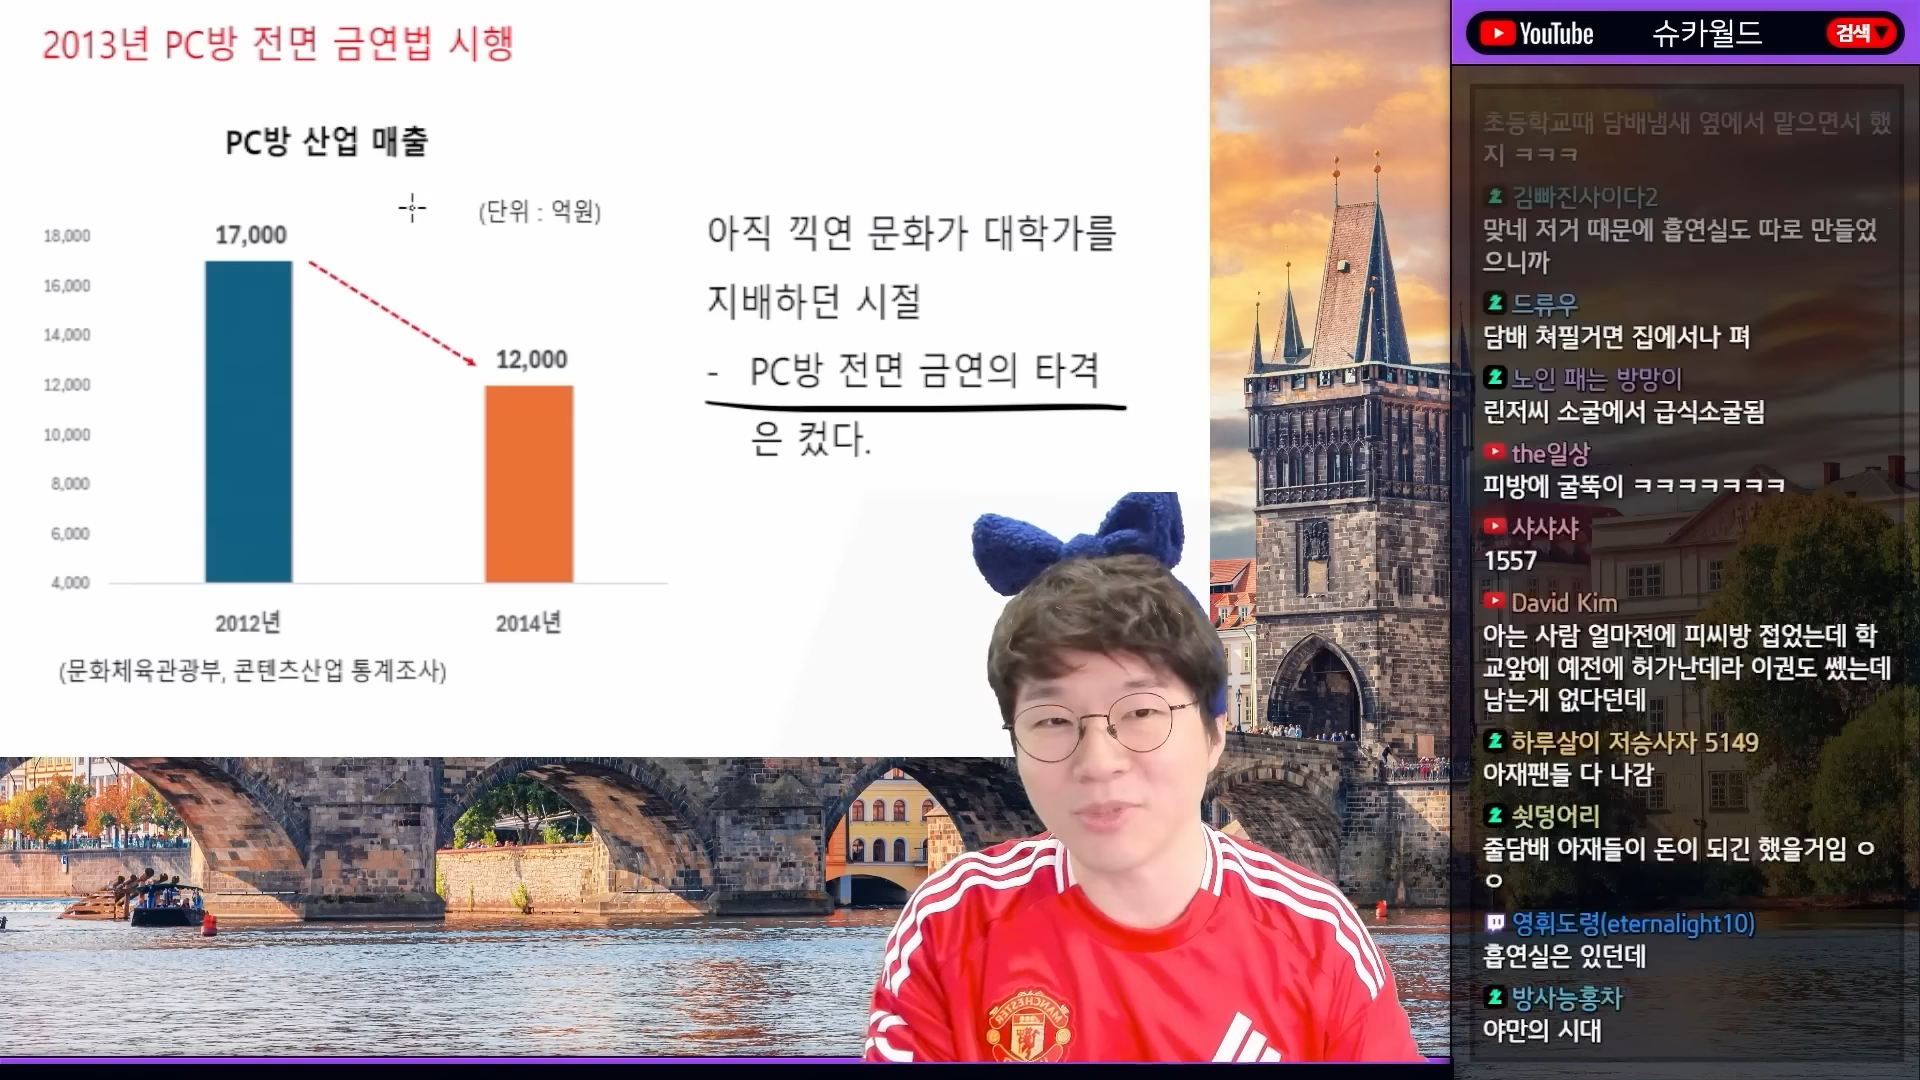 2013년 PC방 전면 금연법 시행
PC방 산업 매출
(단위 : 억원)
18,000
16,000
14,000
12,000
10,000
8,000
6,000
4,000
17,000
12,000
2012년
2014년
(문화체육관광부, 콘텐츠산업 통계조사)
아직 끽연 문화가 대학가를
지배하던 시절
- PC방 전면 금연의 타격
은 컸다.
MANCHESTER
YouTube
슈카월드
검색▼
초등학교때 담배냄새 옆에서 맡으면서 했
지 ㅋㅋㅋ
김빠진사이다2
맞네 저거 때문에 흡연실도 따로 만들었
으니까
드류우
담배 쳐필거면 집에서나 펴
노인 패는 방망이
린저씨 소굴에서 급식소굴됨
the일상
피방에 굴뚝이 ㅋㅋㅋㅋㅋㅋㅋ
샤샤샤
1557
David Kim
아는 사람 얼마전에 피씨방 접었는데 학
교앞에 예전에 허가난데라 이권도 쎘는데
남는게 없다던데
하루살이 저승사자 5149
아재팬들 다 나감
쇳덩어리
줄담배 아재들이 돈이 되긴 했을거임 ㅇ
ㅇ
영휘도령(eternalight10)
흡연실은 있던데
방사능홍차
야만의 시대